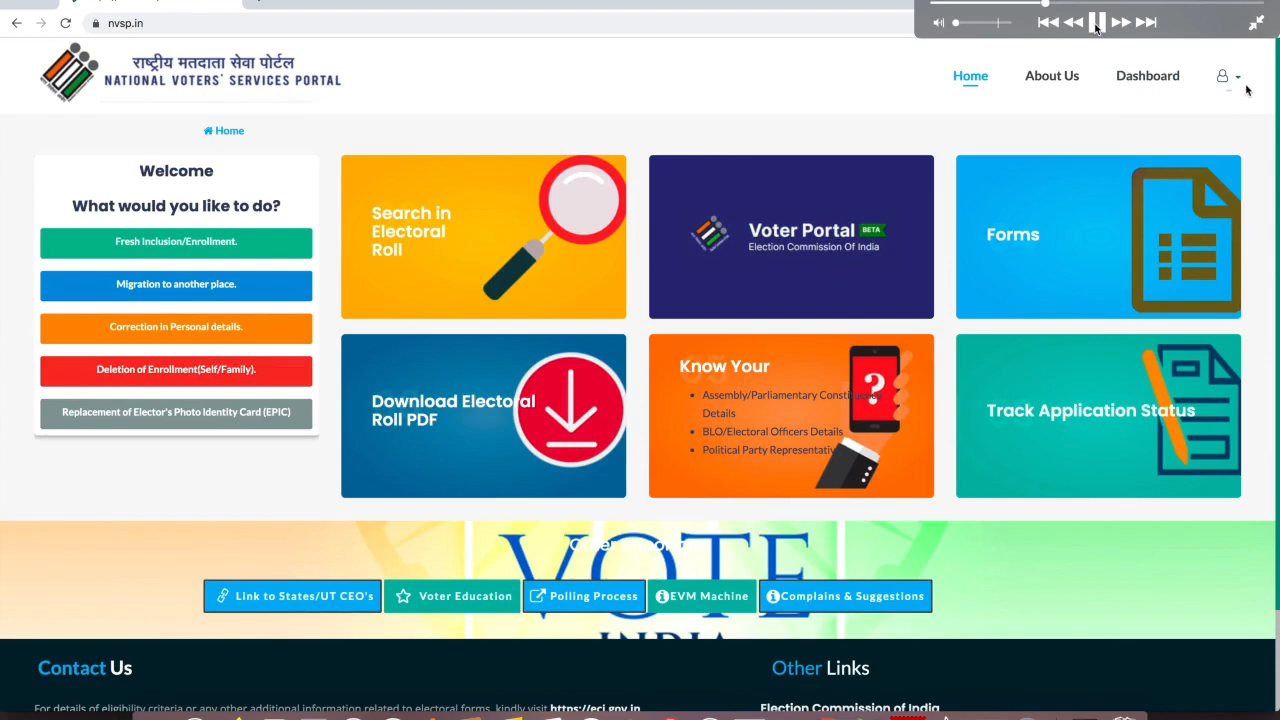 nvsp.in
राष्ट्रीय मतदाता सेवा पोर्टल
NATIONAL VOTERS' SERVICES PORTAL
Home
About Us
Dashboard
Home
Welcome
What would you like to do?
Fresh Inclusion/Enrollment.
Migration to another place.
Correction in Personal details.
Deletion of Enrollment(Self/Family).
Replacement of Elector's Photo Identity Card (EPIC)
Search in
Electoral
Roll
Voter Portal BETA
Election Commission Of India
Forms
Download Electoral
Roll PDF
Know Your
Assembly/Parliamentary Constituency
Details
BLO/Electoral Officers Details
Political Party Representative
?
Track Application Status
VOTE
INDIA
Link to States/UT CEO's
Voter Education
Polling Process
EVM Machine
Complains & Suggestions
Contact Us
For details of eligibility criteria or any other additional information related to electoral forms, kindly visit https://eci.gov.in
Other Links
Election Commission of India